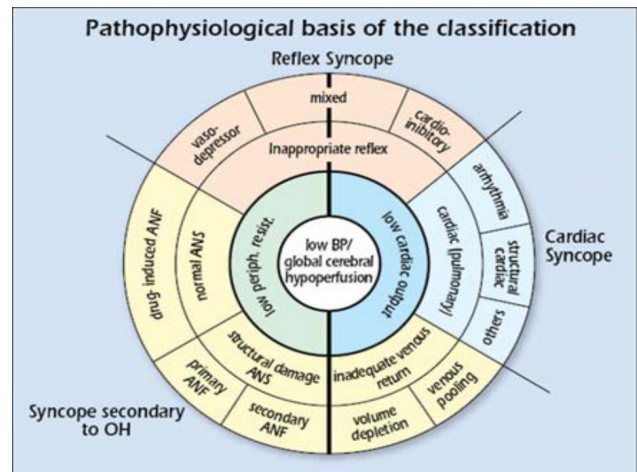 Pathophysiological basis of the classification
Reflex Syncope
mixed
vaso-
depressor
cardio-
inibitory
Inappropriate reflex
arrhythmia
structural
cardiac
others
cardiac (pulmonary)
Cardiac
Syncope
drug- induced ANF
normal ANS
low periph. resist.
low BP/
global cerebral
hypoperfusion
low cardiac output
structural damage
ANS
inadequate venous
return
primary
ANF
secondary
ANF
volume
depletion
venous
pooling
Syncope secondary
to OH